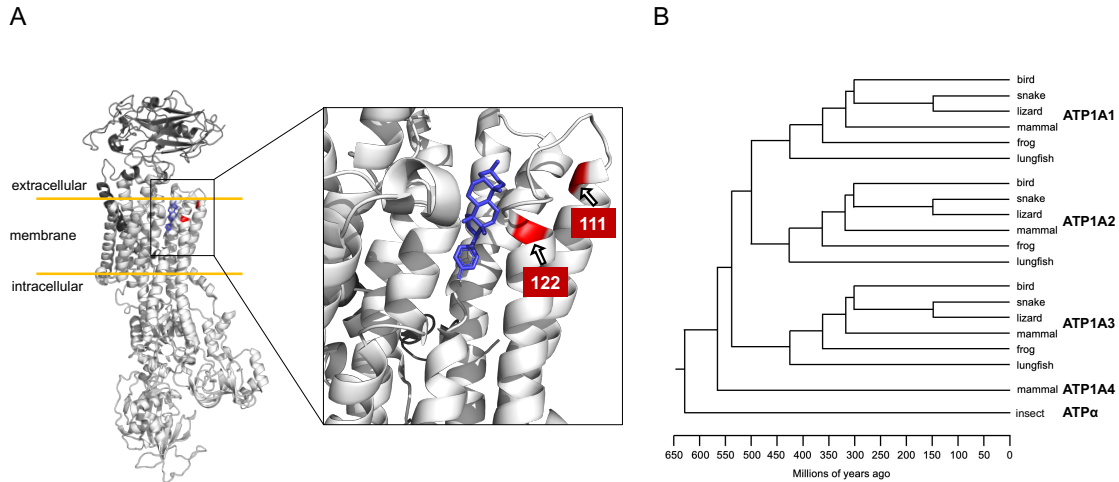 A
extracellular
membrane
intracellular
111
122
B
bird
snake
lizard
mammal
frog
lungfish
ATP1A1
bird
snake
lizard
mammal
frog
lungfish
ATP1A2
bird
snake
lizard
mammal
frog
lungfish
ATP1A3
mammal ATP1A4
insect ATPα
650 600 550 500 450 400 350 300 250 200 150 100 50 0
Millions of years ago